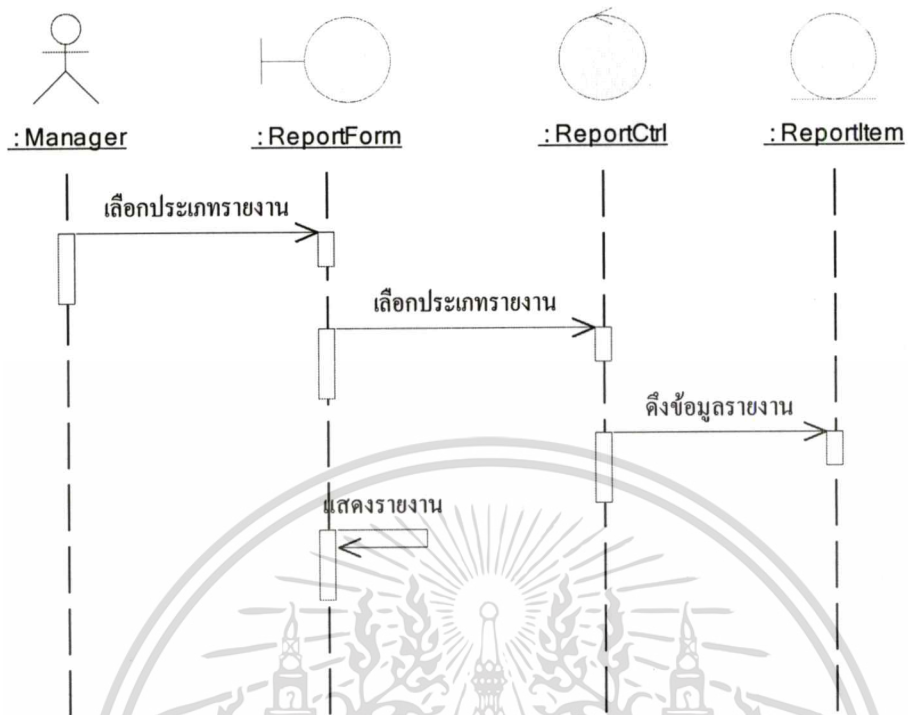 : Manager
: ReportForm
: ReportCtrl
: ReportItem
เลือกประเภทรายงาน
เลือกประเภทรายงาน
ดึงข้อมูลรายงาน
แสดงรายงาน